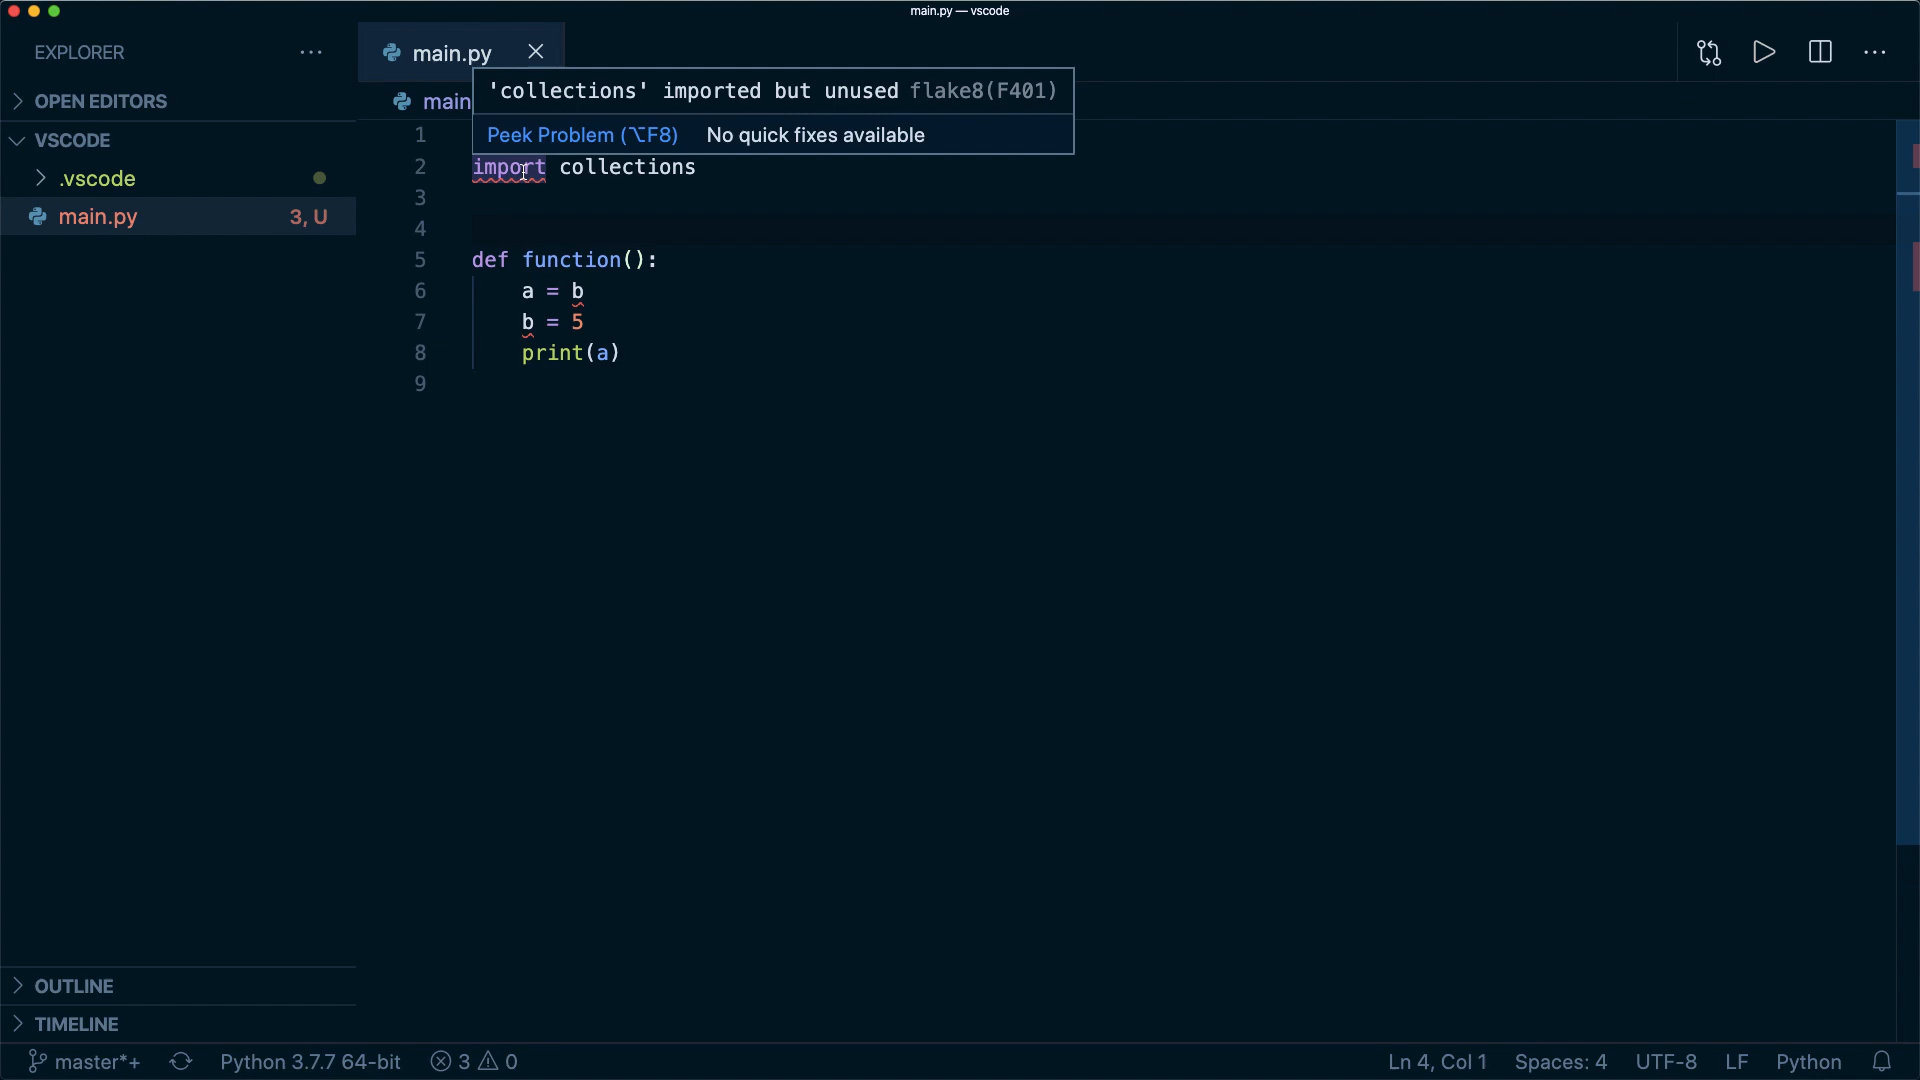 main.py — vscode
EXPLORER
main.py
OPEN EDITORS
main
'collections' imported but unused flake8(F401)
Peek Problem (⌥F8) No quick fixes available
VSCODE
.vscode
main.py 3, U
1
2 import collections
3
4
5 def function():
6     a = b
7     b = 5
8     print(a)
9
OUTLINE
TIMELINE
master*+ Python 3.7.7 64-bit 3 0 Ln 4, Col 1 Spaces: 4 UTF-8 LF Python